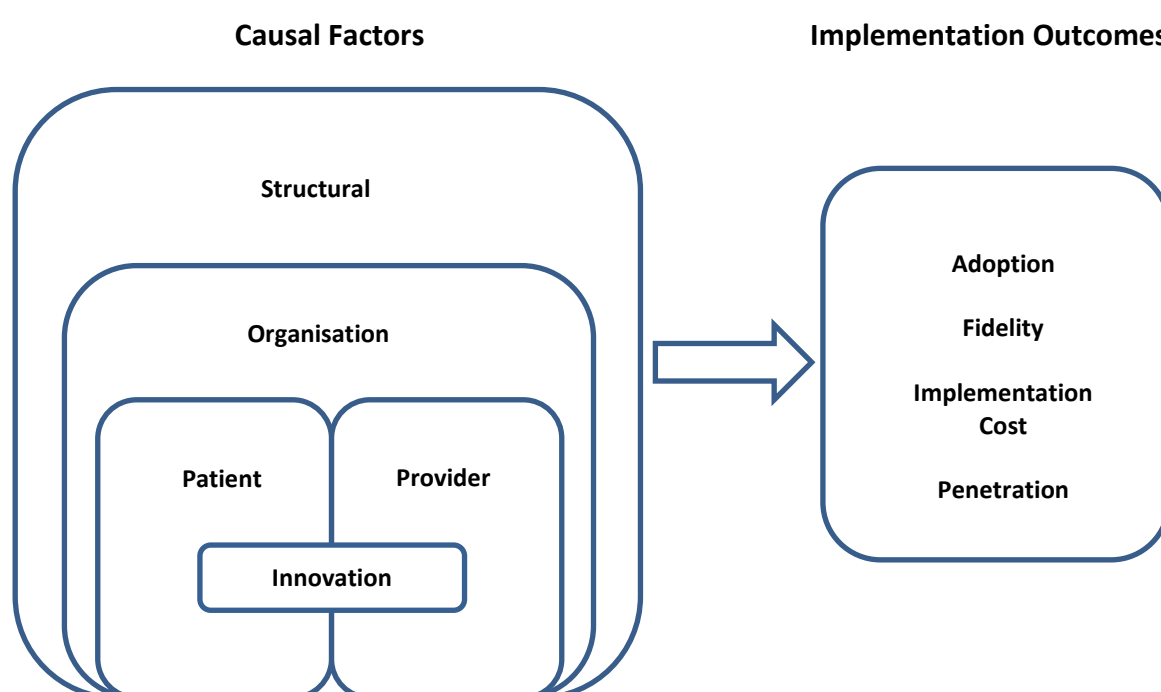 Causal Factors
Implementation Outcomes
Structural
Organisation
Patient
Provider
Innovation
Adoption
Fidelity
Implementation
Cost
Penetration